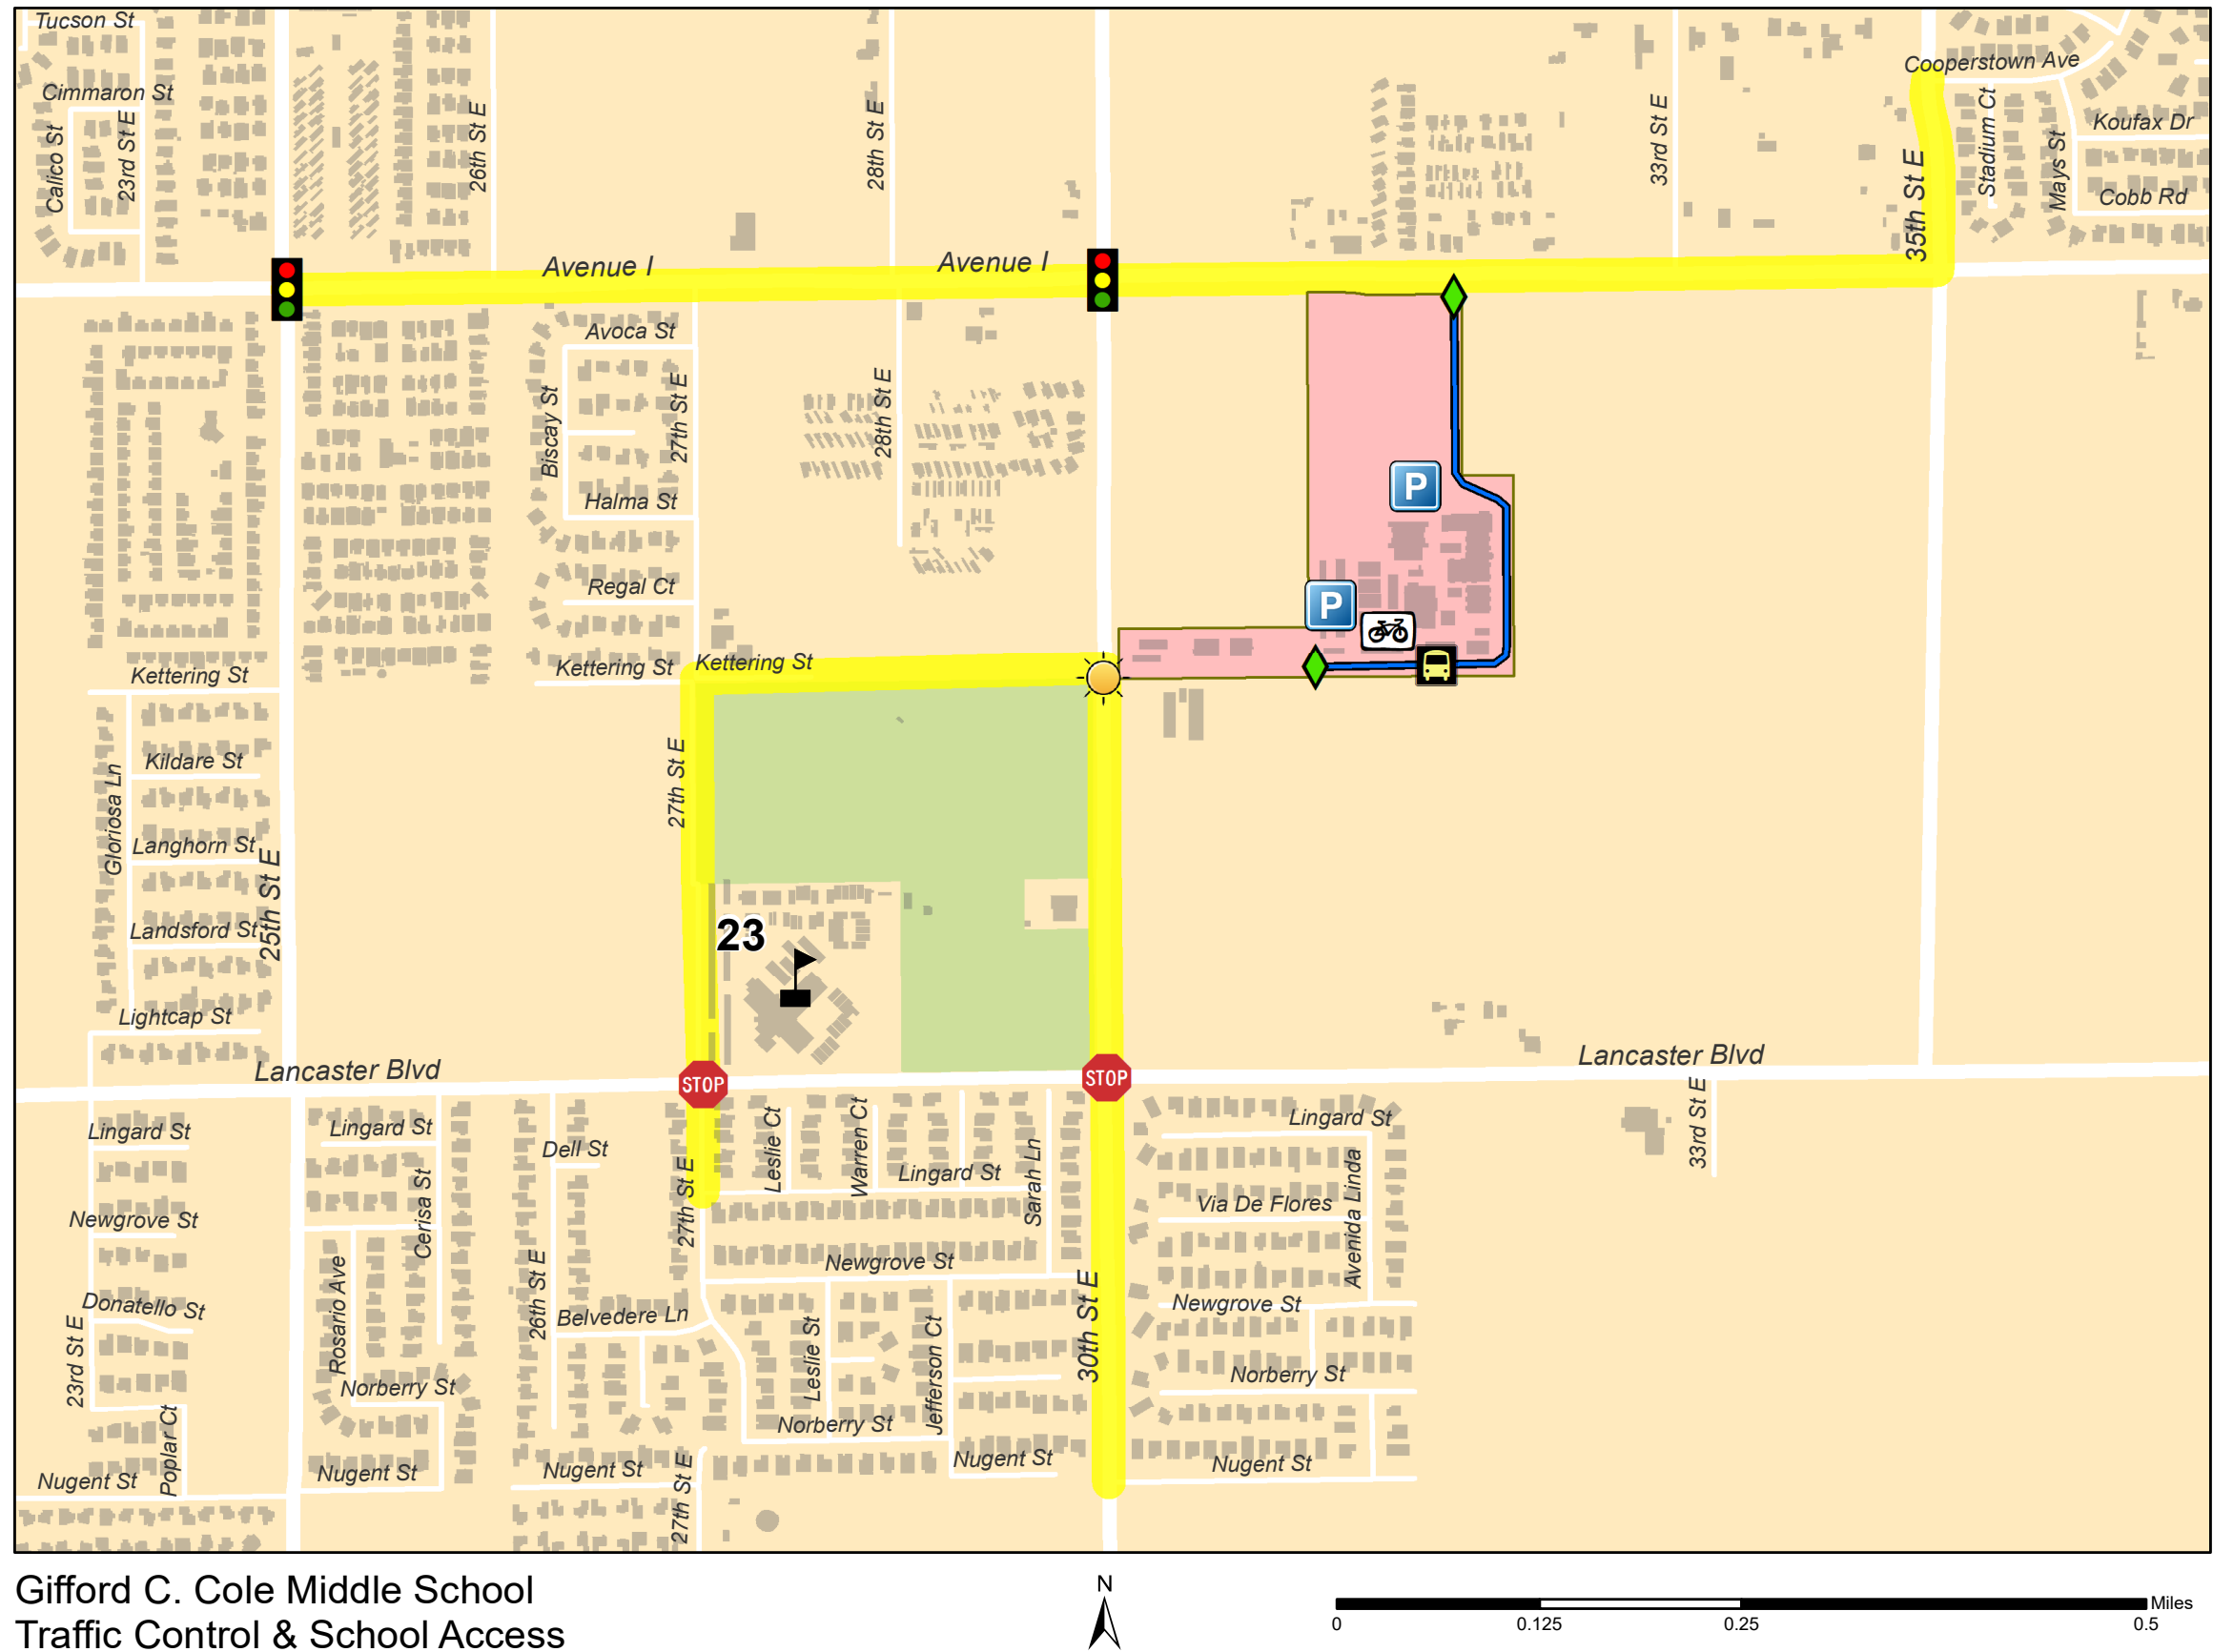 Tucson St
Cimmaron St
Calico St
23rd St E
26th St E
28th St E
33rd St E
35th St E
Cooperstown Ave
Stadium Ct
Mays St
Koufax Dr
Cobb Rd
Avenue I
Avenue I
Avoca St
Biscay St
27th St E
28th St E
Halma St
Regal Ct
P
P
Kettering St
Kettering St
Kettering St
27th St E
Kildare St
Gloriosa Ln
Langhorn St
25th St E
Landsford St
23
Lightcap St
Lancaster Blvd
STOP
STOP
Lancaster Blvd
33rd St E
Lingard St
Lingard St
Dell St
27th St E
Leslie Ct
Warren Ct
Lingard St
Sarah Ln
Lingard St
Via De Flores
Avenida Linda
Newgrove St
Cerisa St
Newgrove St
30th St E
Newgrove St
Donatello St
23rd St E
Rosario Ave
26th St E
Belvedere Ln
Leslie St
Jefferson Ct
Norberry St
Norberry St
Norberry St
Poplar Ct
Nugent St
Nugent St
Nugent St
27th St E
Nugent St
Nugent St
Gifford C. Cole Middle School
Traffic Control & School Access
N
Miles
0 0.125 0.25 0.5